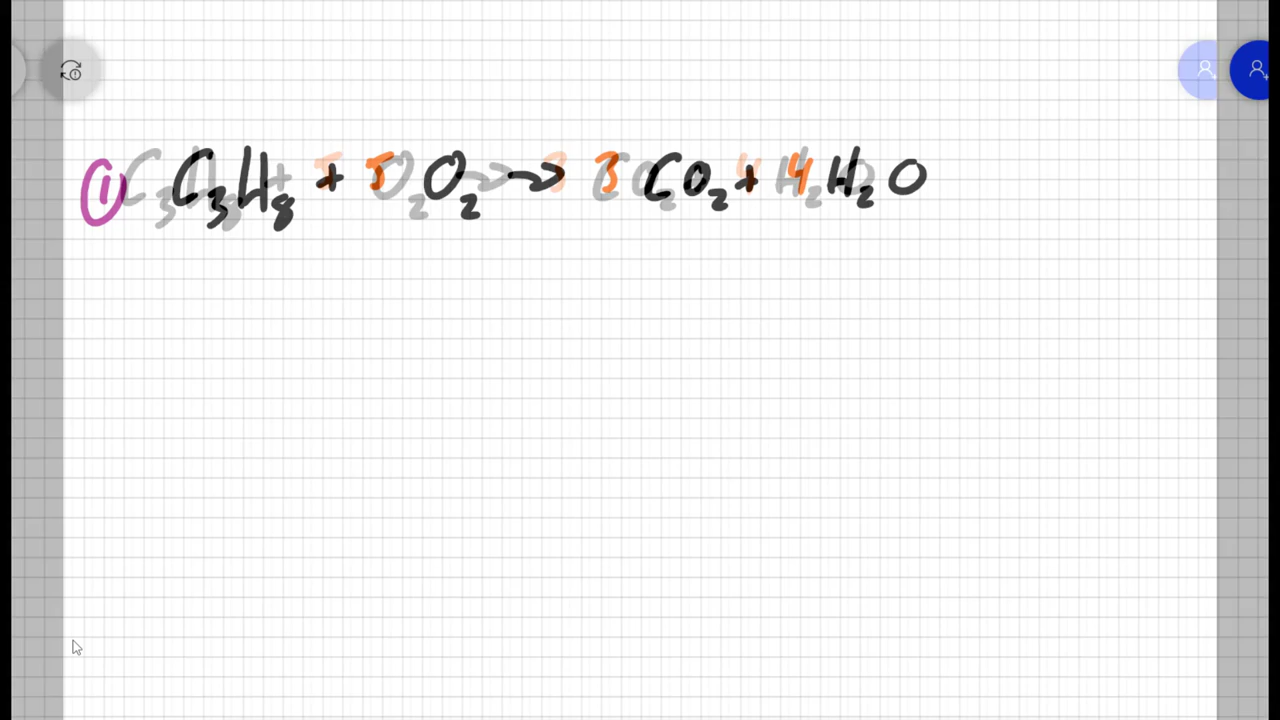 ① C₃H₈ + 5 O₂ → 3 CO₂ + 4 H₂O